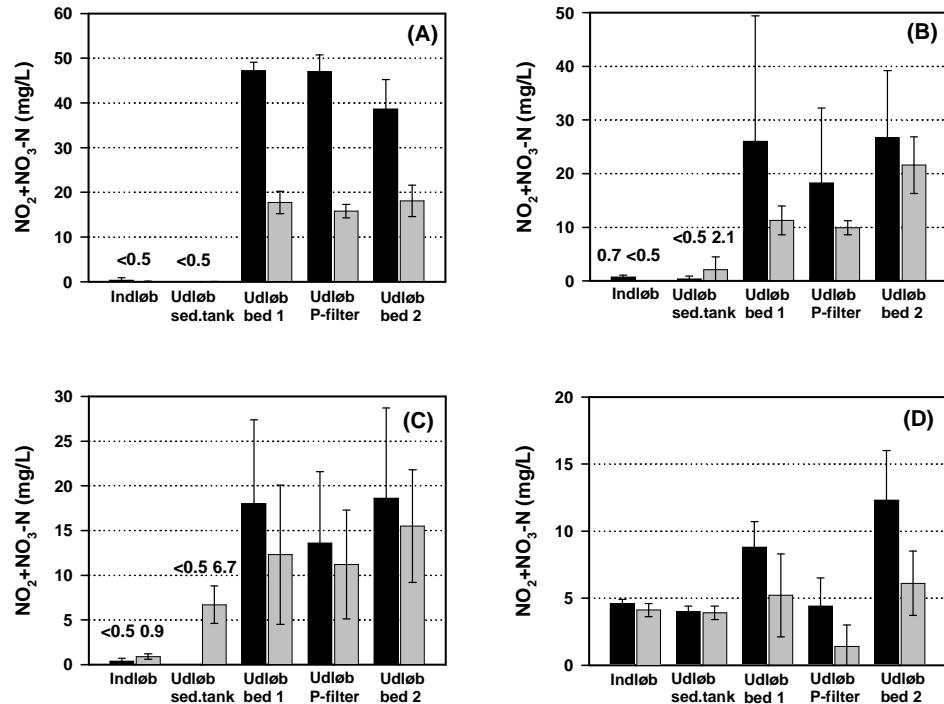 (A)
NO2+NO3-N (mg/L)
60
50
40
30
20
10
0
<0.5
<0.5
Indløb
Udløb
sed.tank
Udløb
bed 1
Udløb
P-filter
Udløb
bed 2
(B)
NO2+NO3-N (mg/L)
50
40
30
20
10
0
0.7 <0.5
<0.5 2.1
Indløb
Udløb
sed.tank
Udløb
bed 1
Udløb
P-filter
Udløb
bed 2
(C)
NO2+NO3-N (mg/L)
30
25
20
15
10
5
0
<0.5 0.9
<0.5 6.7
Indløb
Udløb
sed.tank
Udløb
bed 1
Udløb
P-filter
Udløb
bed 2
(D)
NO2+NO3-N (mg/L)
20
15
10
5
0
Indløb
Udløb
sed.tank
Udløb
bed 1
Udløb
P-filter
Udløb
bed 2